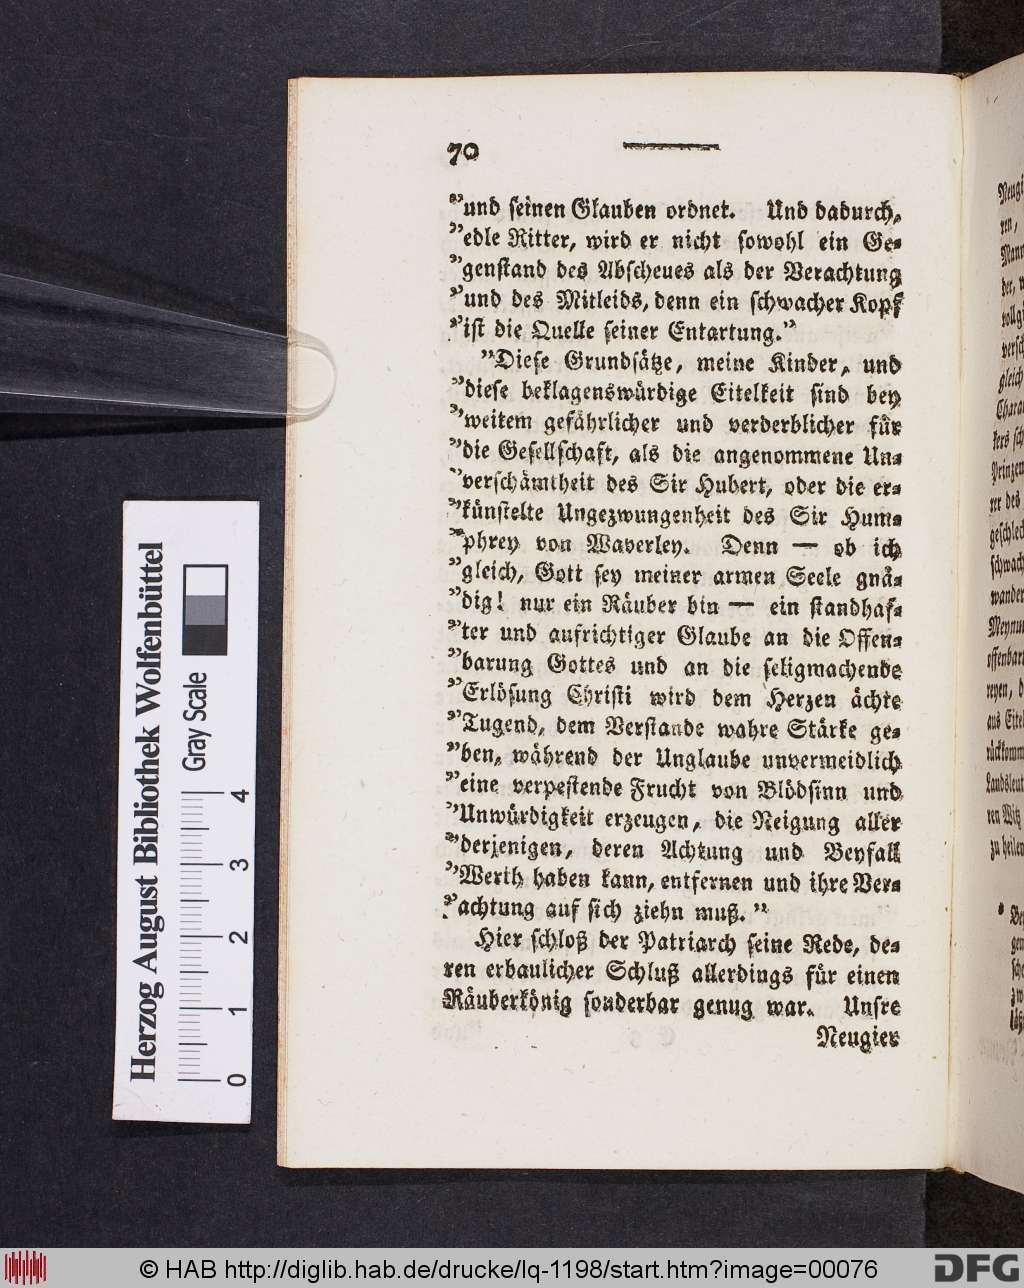 70
”und seinen Glauben ordnet. Und dadurch,
”edle Ritter, wird er nicht sowohl ein Ge-
”genstand des Abscheues als der Verachtung
”und des Mitleids, denn ein schwacher Kopf
”ist die Quelle seiner Entartung.”
”Diese Grundsätze, meine Kinder, und
”diese beklagenswürdige Eitelkeit sind bey
”weitem gefährlicher und verderblicher für
”die Gesellschaft, als die angenommene Un-
”verschämtheit des Sir Hubert, oder die er-
”künstelte Ungezwungenheit des Sir Hum-
”phrey von Waverley. Denn — ob ich
”gleich, Gott sey meiner armen Seele gnä-
”dig! nur ein Räuber bin — ein standhaf-
”ter und aufrichtiger Glaube an die Offen-
”barung Gottes und an die seligmachende
”Erlösung Christi wird dem Herzen ächte
”Tugend, dem Verstande wahre Stärke ge-
”ben, während der Unglaube unvermeidlich
”eine verpestende Frucht von Blödsinn und
”Unwürdigkeit erzeugen, die Neigung aller
”derjenigen, deren Achtung und Beyfall
”Werth haben kann, entfernen und ihre Ver-
”achtung auf sich ziehn muß.”
Hier schloß der Patriarch seine Rede, de-
ren erbaulicher Schluß allerdings für einen
Räuberkönig sonderbar genug war. Unsre
Neugier
Herzog August Bibliothek Wolfenbüttel
Gray Scale
0 1 2 3 4
© HAB http://diglib.hab.de/drucke/lq-1198/start.htm?image=00076
DFG